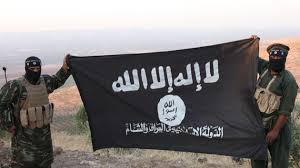 لا إله إلا الله
الله
رسول
محمد
الدولة الإسلامية في العراق والشام